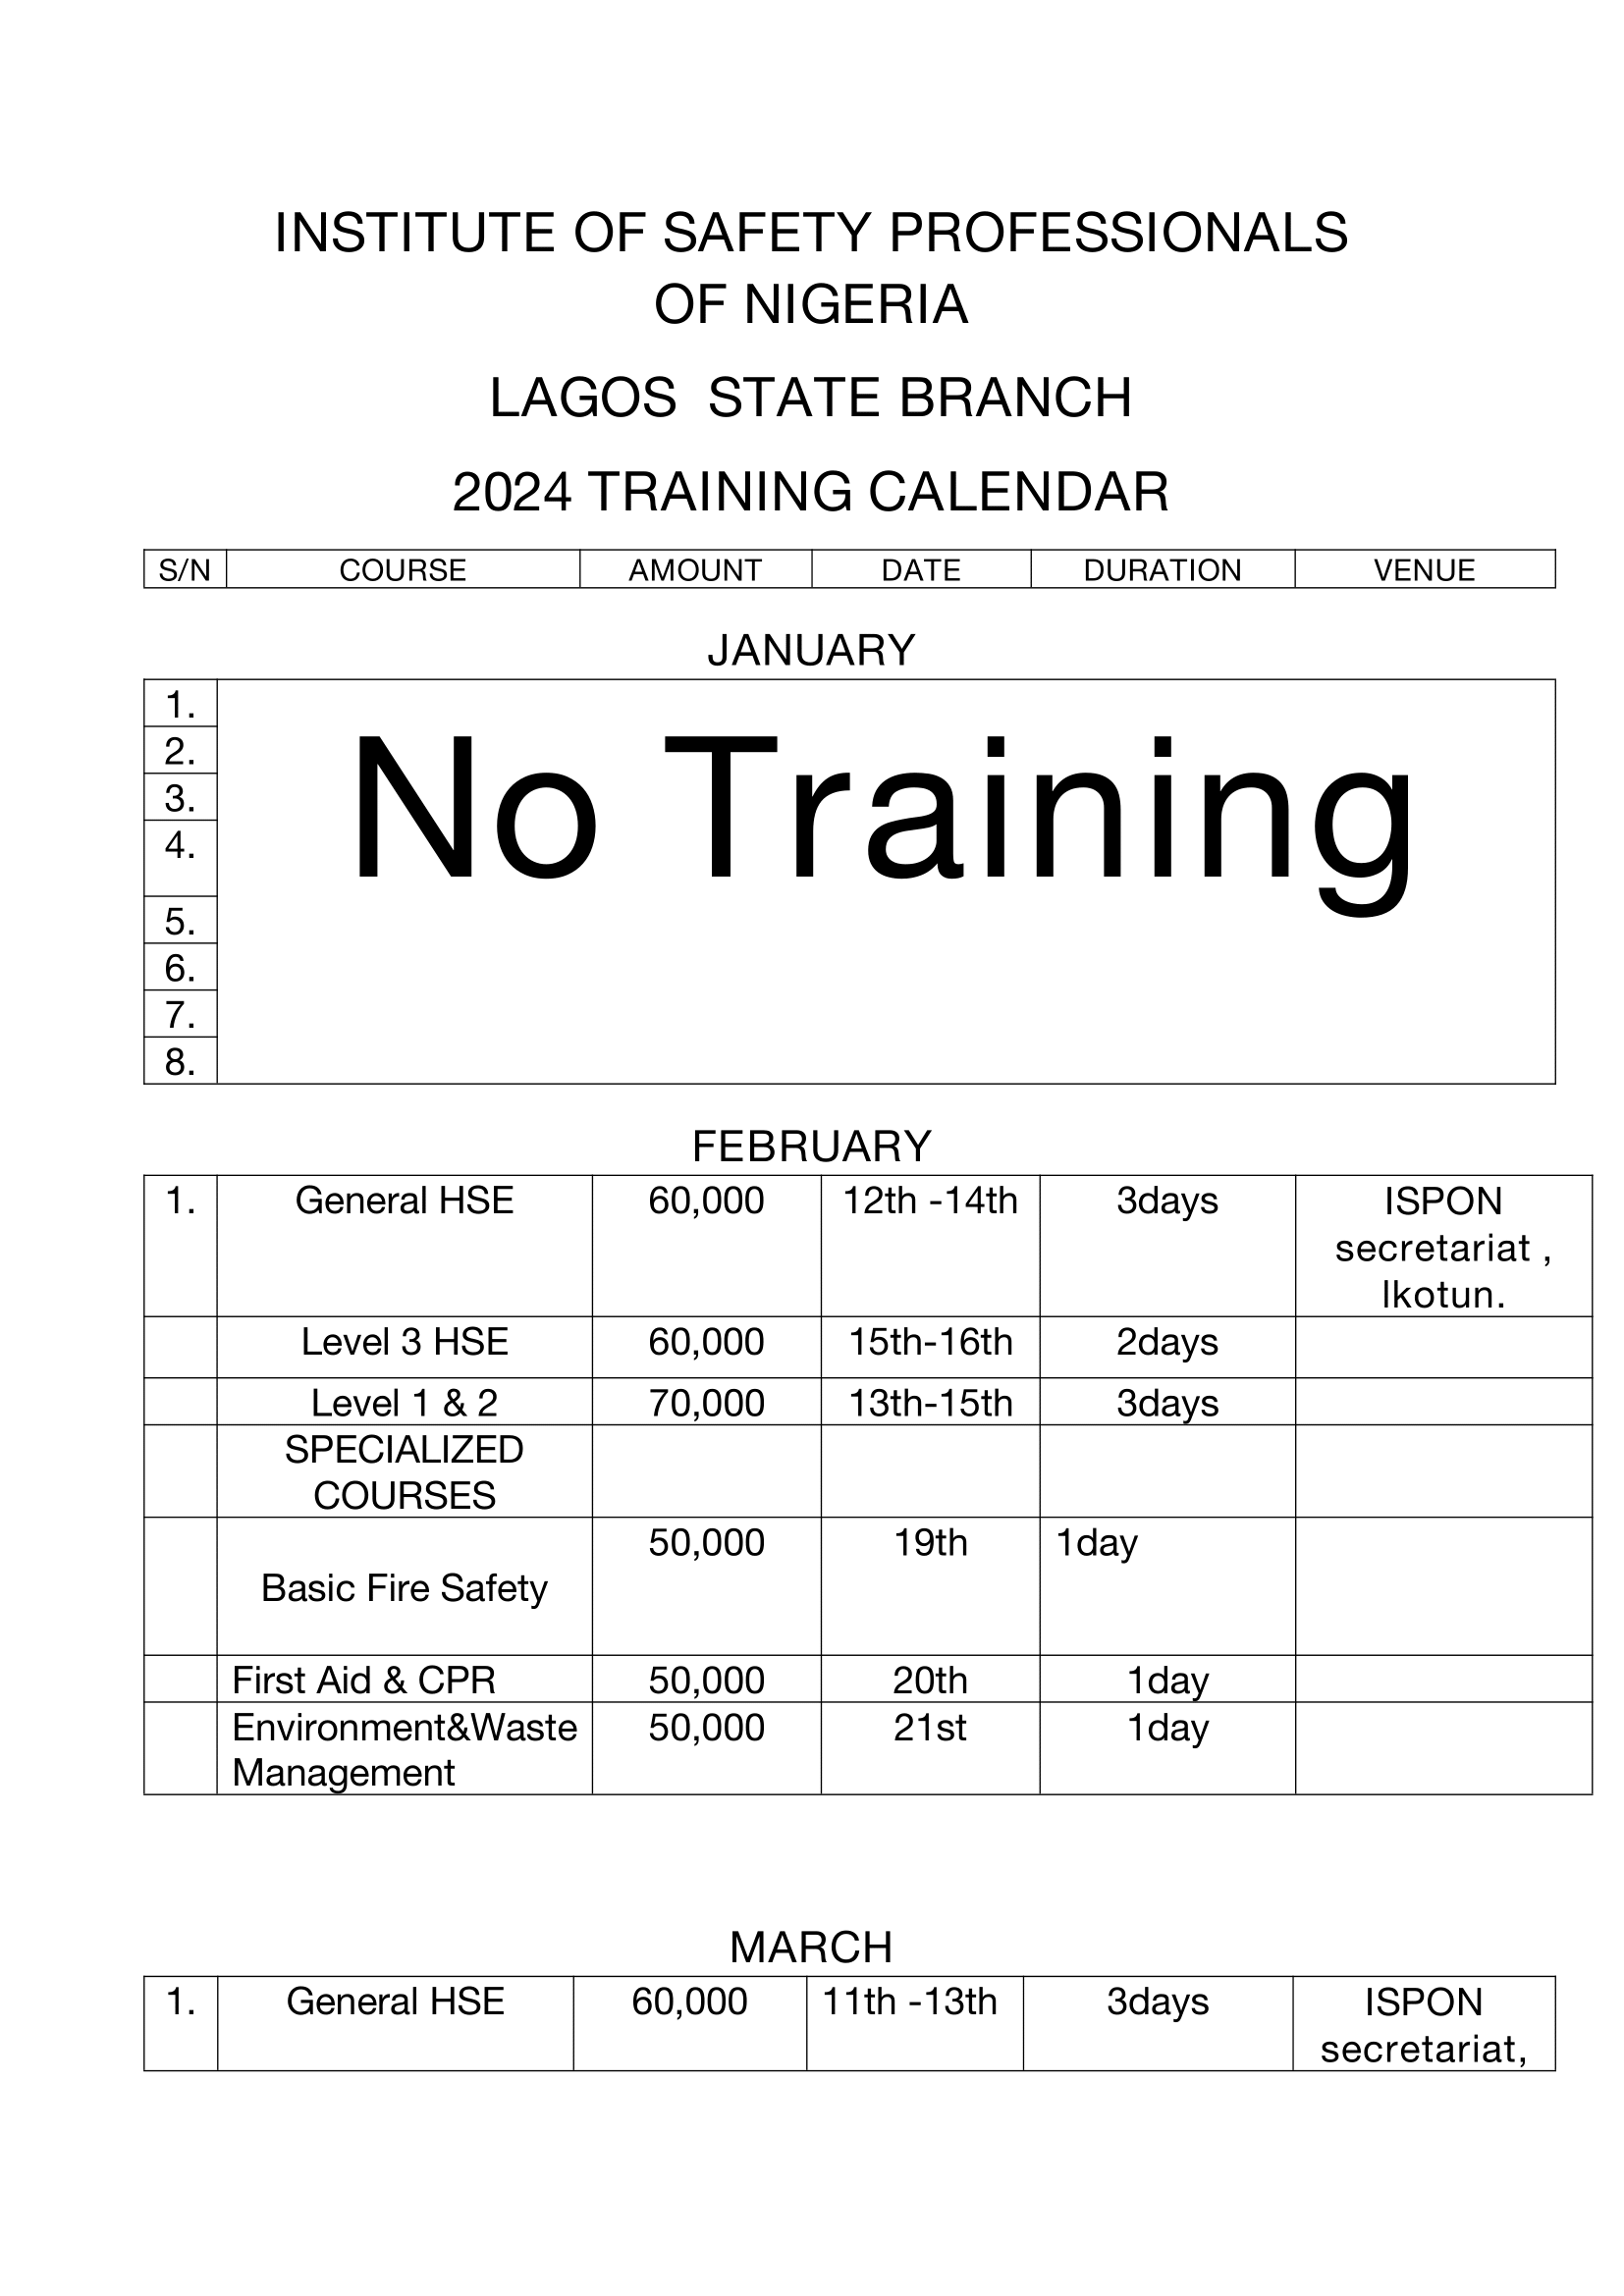 INSTITUTE OF SAFETY PROFESSIONALS
OF NIGERIA
LAGOS  STATE BRANCH
2024 TRAINING CALENDAR
S/N COURSE AMOUNT DATE DURATION VENUE
JANUARY
1.
2.
3.
4.
5.
6.
7.
8.
No Training
FEBRUARY
1. General HSE 60,000 12th -14th 3days ISPON
secretariat ,
Ikotun.
Level 3 HSE 60,000 15th-16th 2days
Level 1 & 2 70,000 13th-15th 3days
SPECIALIZED
COURSES
50,000 19th 1day
Basic Fire Safety
First Aid & CPR 50,000 20th 1day
Environment&Waste 50,000 21st 1day
Management
MARCH
1. General HSE 60,000 11th -13th 3days ISPON
secretariat,